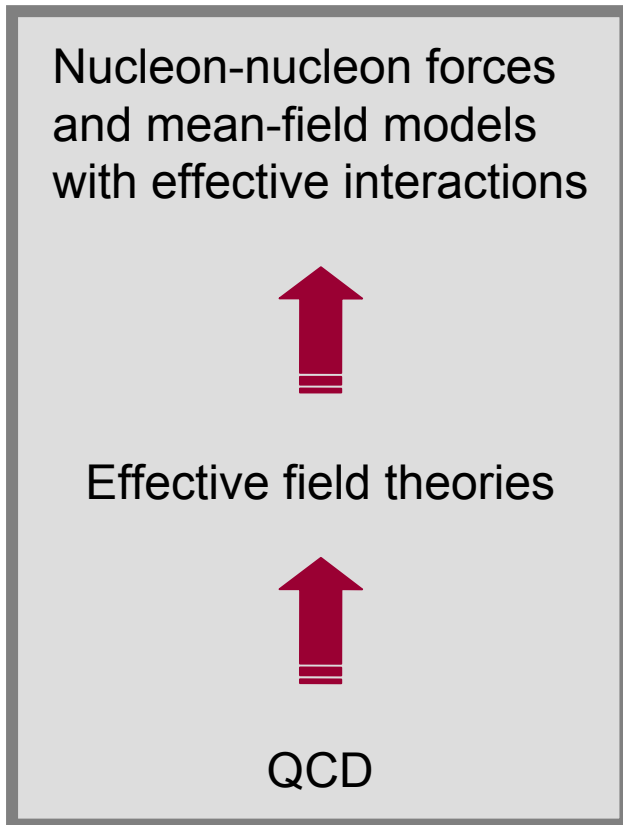 Nucleon-nucleon forces
and mean-field models
with effective interactions
Effective field theories
QCD